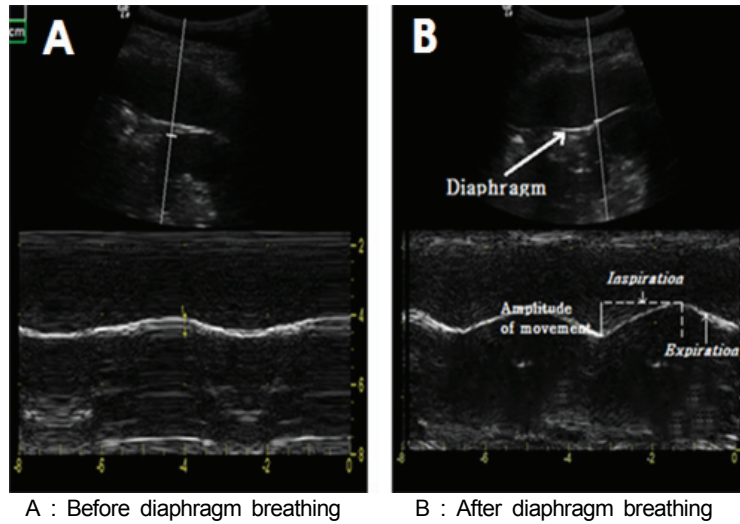 cm
A
B
Diaphragm
2
4
6
8
-8
-6
-4
-2
0
Inspiration
Amplitude
of movement
Expiration
-8
-6
-4
-2
0
A : Before diaphragm breathing
B : After diaphragm breathing